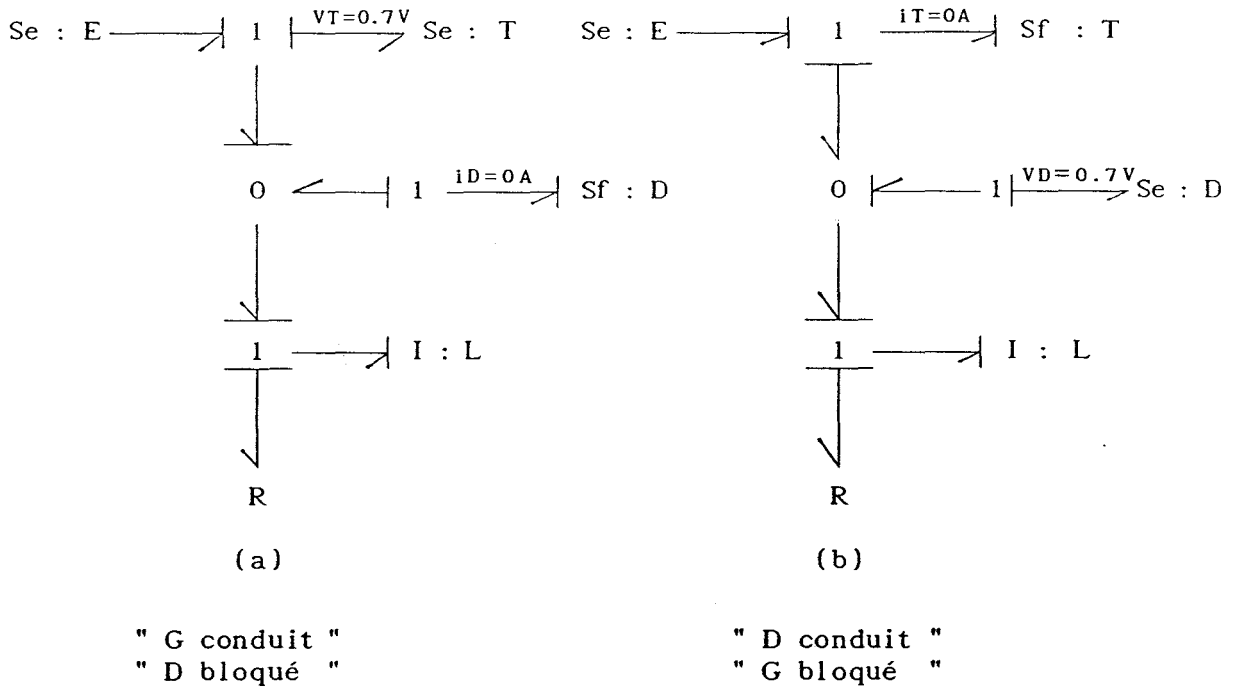 Se : E 1 VT=0.7V Se : T
Se : E 1 iT=0A Sf : T
0 1 iD=0A Sf : D
0 1 VD=0.7V Se : D
1 I : L
1 I : L
R
R
(a)
(b)
" G conduit "
" D bloqué "
" D conduit "
" G bloqué "